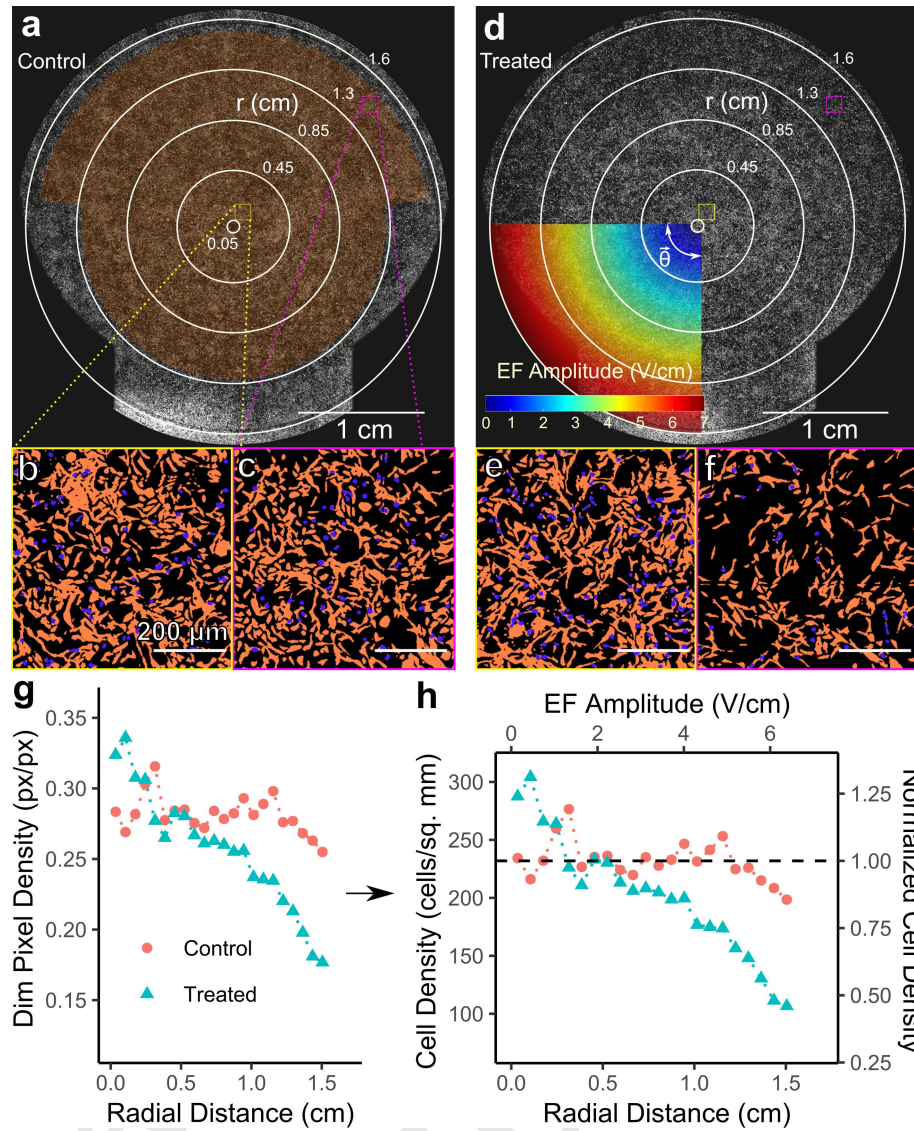 a
Control
r (cm)
1.6
1.3
0.85
0.45
0.05
1 cm
d
Treated
r (cm)
1.6
1.3
0.85
0.45
θ
EF Amplitude (V/cm)
0 1 2 3 4 5 6 7
1 cm
b
200 μm
c
e
f
g
Dim Pixel Density (px/px)
0.35
0.30
0.25
0.20
0.15
Control
Treated
0.0 0.5 1.0 1.5
Radial Distance (cm)
h
EF Amplitude (V/cm)
0 2 4 6
Cell Density (cells/sq. mm)
300
250
200
150
100
1.25
1.00
0.75
0.50
0.25
Normalized Cell Density
0.0 0.5 1.0 1.5
Radial Distance (cm)